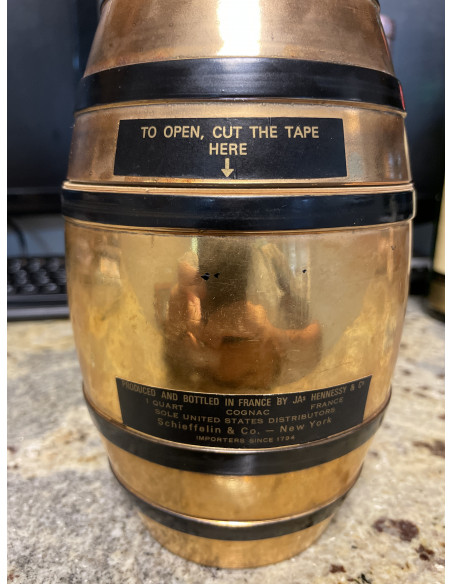 TO OPEN, CUT THE TAPE
HERE
PRODUCED AND BOTTLED IN FRANCE BY JAs HENNESSY & Co
1 QUART COGNAC FRANCE
SOLE UNITED STATES DISTRIBUTORS
Schieffelin & Co. — New York
IMPORTERS SINCE 1794